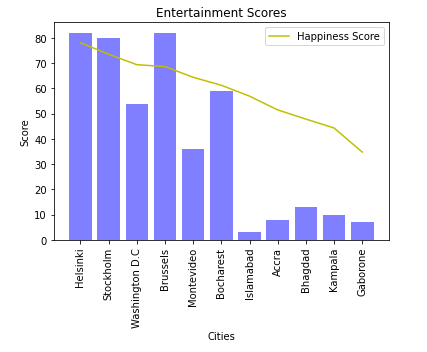 Entertainment Scores
Happiness Score
Score
80
70
60
50
40
30
20
10
0
Helsinki
Stockholm
Washington D.C
Brussels
Montevideo
Bocharest
Islamabad
Accra
Bhagdad
Kampala
Gaborone
Cities